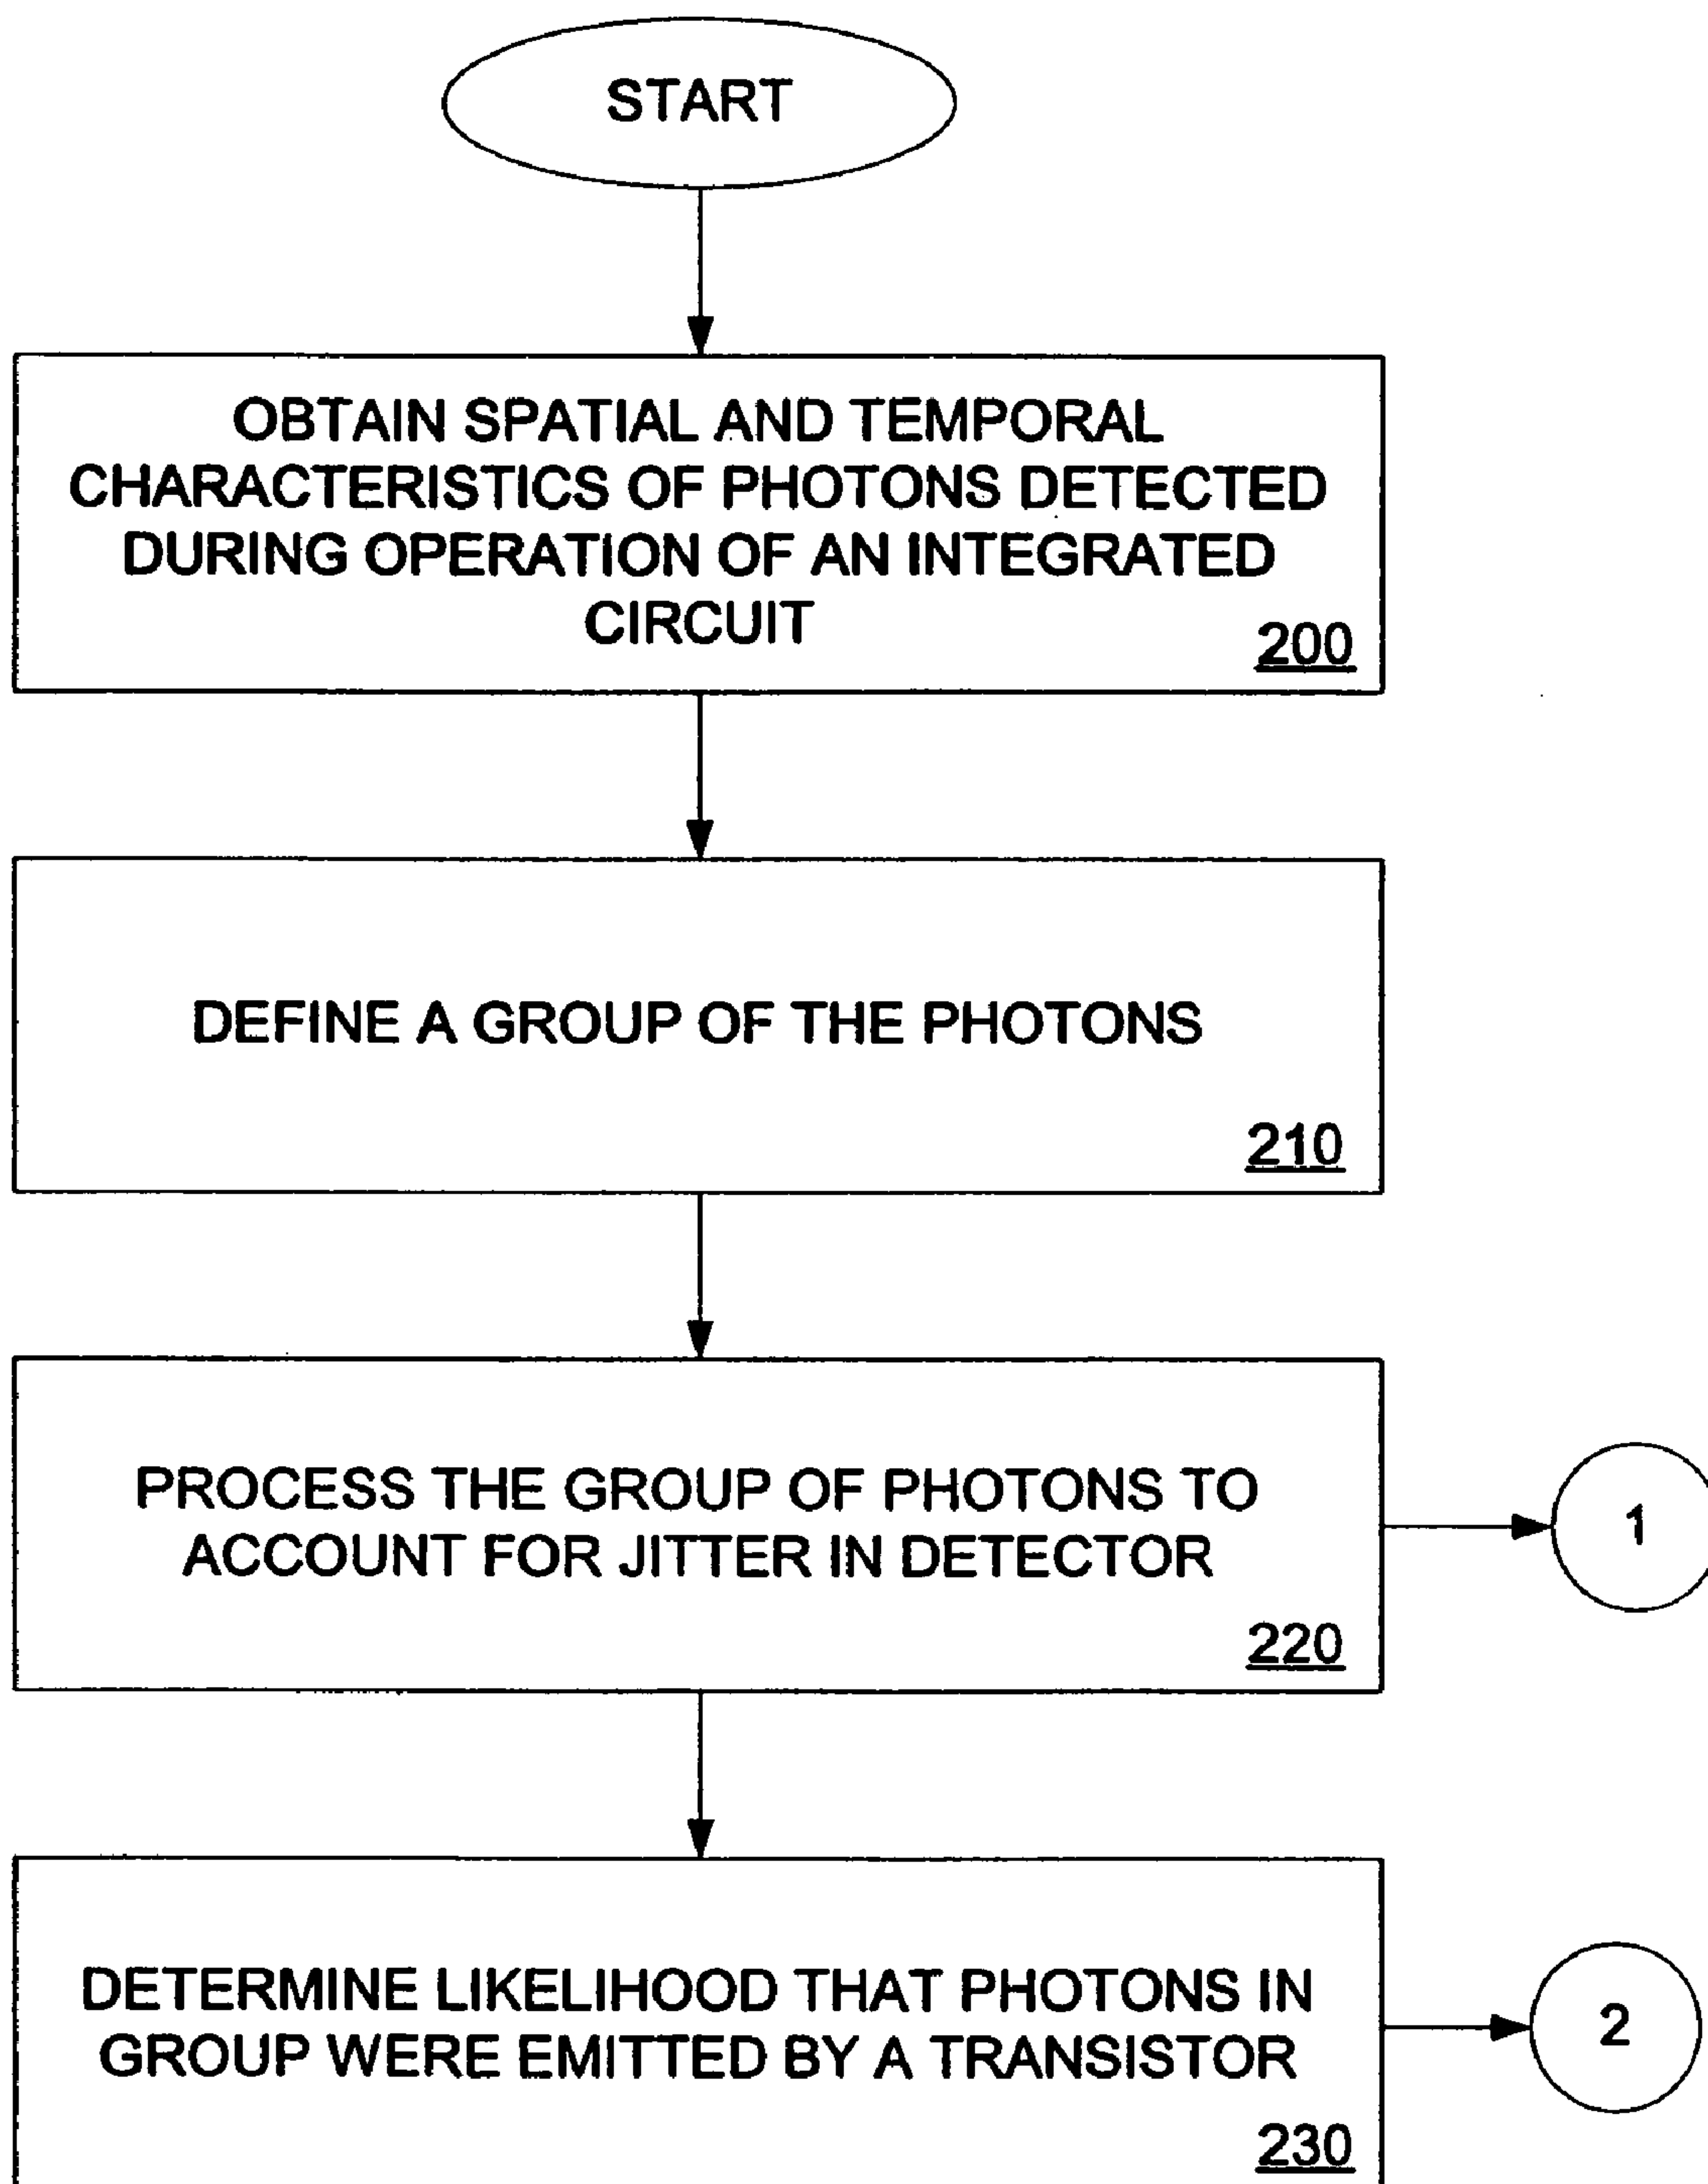 START
OBTAIN SPATIAL AND TEMPORAL
CHARACTERISTICS OF PHOTONS DETECTED
DURING OPERATION OF AN INTEGRATED
CIRCUIT
200
DEFINE A GROUP OF THE PHOTONS
210
PROCESS THE GROUP OF PHOTONS TO
ACCOUNT FOR JITTER IN DETECTOR
220
1
DETERMINE LIKELIHOOD THAT PHOTONS IN
GROUP WERE EMITTED BY A TRANSISTOR
230
2